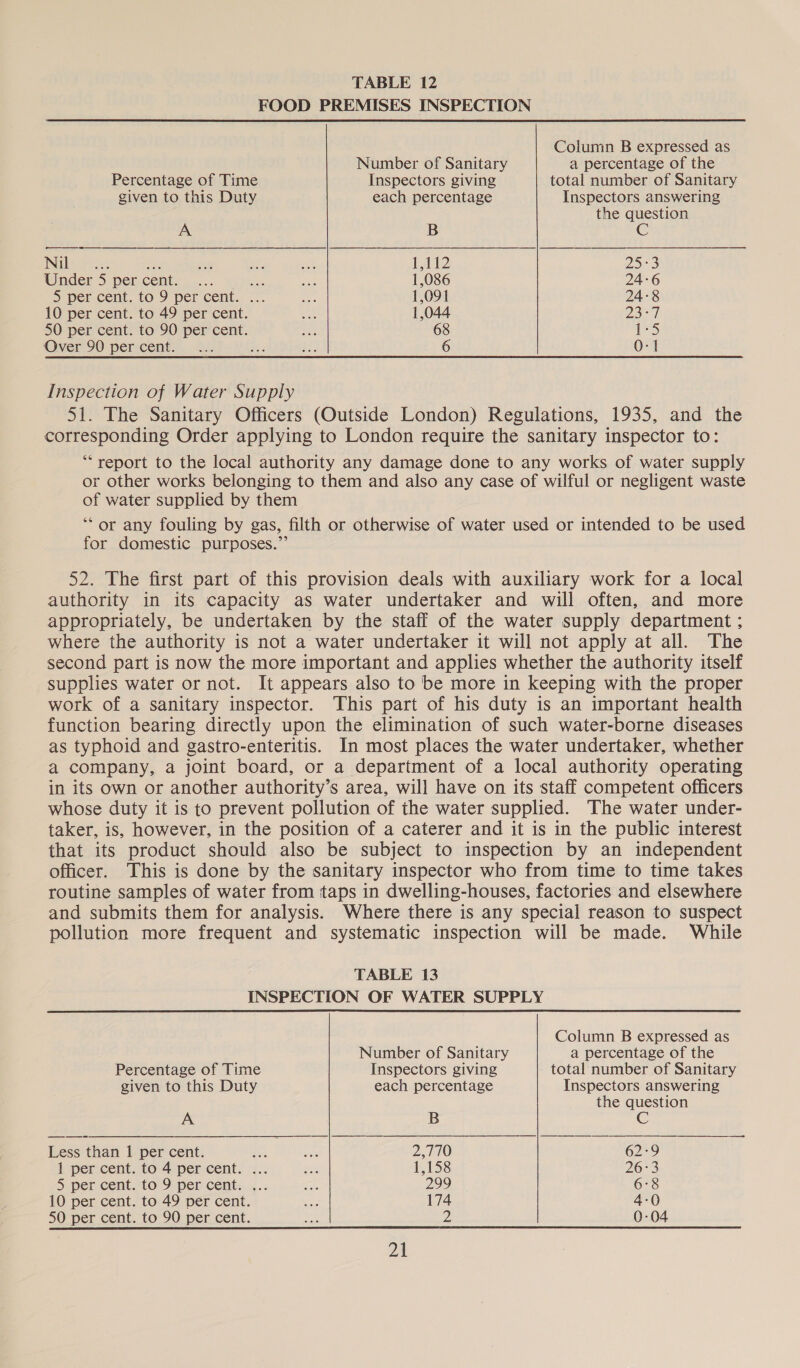 TABLE 12
FOOD PREMISES INSPECTION
Percentage of Time given to this Duty A | Number of Sanitary Inspectors giving each percentage B | Column B expressed as a percentage of the total number of Sanitary Inspectors answering the question C
Nil ... ... ... ... ... 1,112 25·3
Under 5 per cent. ... ... ... 1,086 24·6
5 per cent. to 9 per cent. ... ... 1,091 24·8
10 per cent. to 49 per cent. ... 1,044 23·7
50 per cent. to 90 per cent. ... 68 1·5
Over 90 per cent. ... ... ... 6 0·1
Inspection of Water Supply
51. The Sanitary Officers (Outside London) Regulations, 1935, and the
corresponding Order applying to London require the sanitary inspector to:
“report to the local authority any damage done to any works of water supply
or other works belonging to them and also any case of wilful or negligent waste
of water supplied by them
“or any fouling by gas, filth or otherwise of water used or intended to be used
for domestic purposes.”
52. The first part of this provision deals with auxiliary work for a local
authority in its capacity as water undertaker and will often, and more
appropriately, be undertaken by the staff of the water supply department ;
where the authority is not a water undertaker it will not apply at all. The
second part is now the more important and applies whether the authority itself
supplies water or not. It appears also to be more in keeping with the proper
work of a sanitary inspector. This part of his duty is an important health
function bearing directly upon the elimination of such water-borne diseases
as typhoid and gastro-enteritis. In most places the water undertaker, whether
a company, a joint board, or a department of a local authority operating
in its own or another authority’s area, will have on its staff competent officers
whose duty it is to prevent pollution of the water supplied. The water under-
taker, is, however, in the position of a caterer and it is in the public interest
that its product should also be subject to inspection by an independent
officer. This is done by the sanitary inspector who from time to time takes
routine samples of water from taps in dwelling-houses, factories and elsewhere
and submits them for analysis. Where there is any special reason to suspect
pollution more frequent and systematic inspection will be made. While
TABLE 13
INSPECTION OF WATER SUPPLY
Percentage of Time given to this Duty A | Number of Sanitary Inspectors giving each percentage B | Column B expressed as a percentage of the total number of Sanitary Inspectors answering the question C
Less than 1 per cent. ... ... 2,770 62·9
1 per cent. to 4 per cent. ... ... 1,158 26·3
5 per cent. to 9 per cent. ... ... 299 6·8
10 per cent. to 49 per cent. ... 174 4·0
50 per cent. to 90 per cent. ... 2 0·04
21